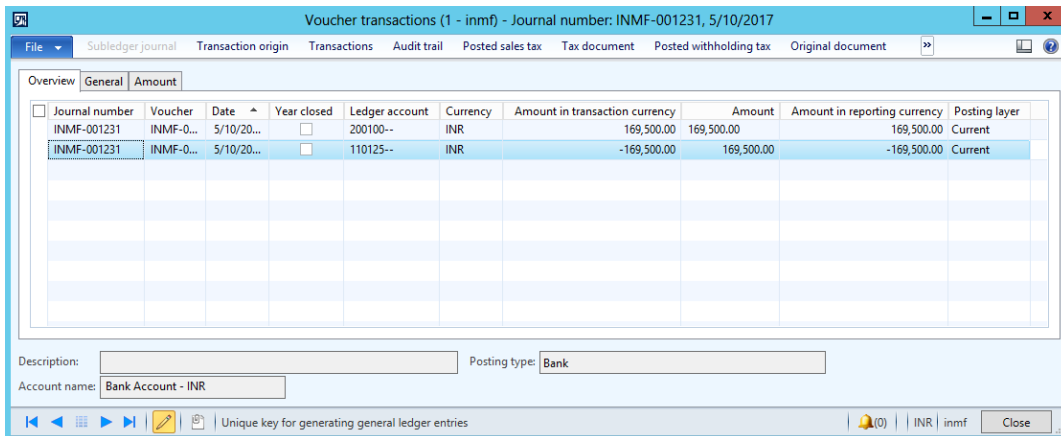 Voucher transactions (1 - inmf) - Journal number: INMF-001231, 5/10/2017
File Subledger journal Transaction origin Transactions Audit trail Posted sales tax Tax document Posted withholding tax Original document »
Overview General Amount
Journal number Voucher Date Year closed Ledger account Currency Amount in transaction currency Amount Amount in reporting currency Posting layer
INMF-001231 INMF-0... 5/10/20... 200100-- INR 169,500.00 169,500.00 169,500.00 Current
INMF-001231 INMF-0... 5/10/20... 110125-- INR -169,500.00 169,500.00 -169,500.00 Current
Description: Posting type: Bank
Account name: Bank Account - INR
Unique key for generating general ledger entries (0) INR inmf Close